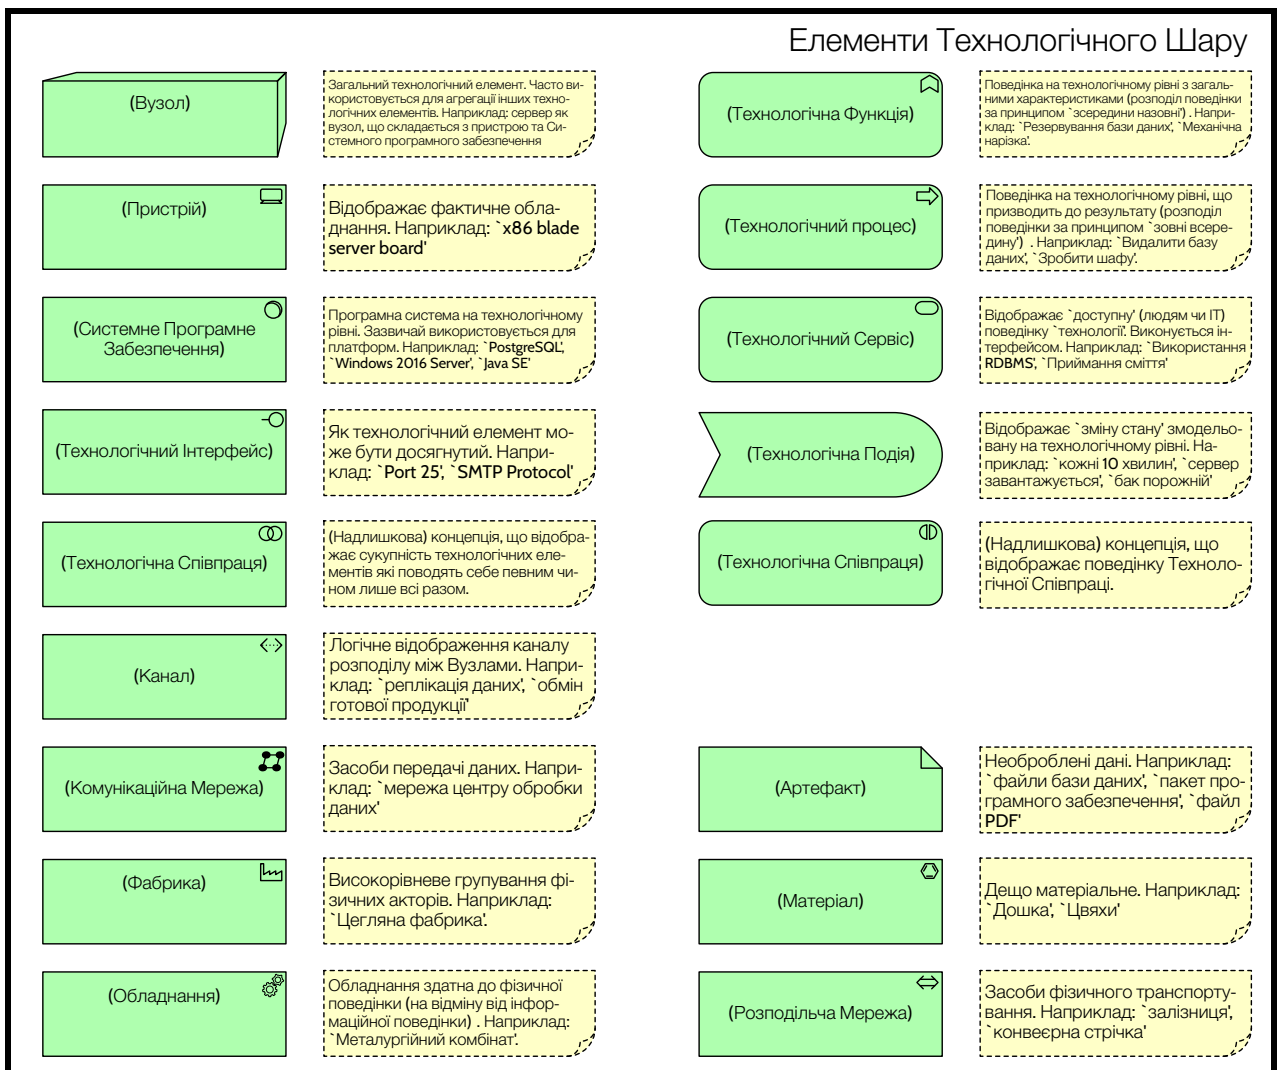 Елементи Технологічного Шару
(Вузол)
Загальний технологічний елемент. Часто ви-
користовується для агрегації інших техно-
логічних елементів. Наприклад: сервер як
вузол, що складається з пристрою та Си-
стемного програмного забезпечення
(Технологічна Функція)
Поведінка на технологічному рівні з загаль-
ними характеристиками (розподіл поведінки
за принципом `зсередини назовні') . Напри-
клад: `Резервування бази даних', `Механічна
нарізка'.
(Пристрій)
Відображає фактичне обла-
днання. Наприклад: `x86 blade
server board'
(Технологічний процес)
Поведінка на технологічному рівні, що
призводить до результату (розподіл
поведінки за принципом `зовні всере-
дину') . Наприклад: `Видалити базу
даних', `Зробити шафу'.
(Системне Програмне
Забезпечення)
Програмна система на технологічному
рівні. Зазвичай використовується для
платформ. Наприклад: `PostgreSQL',
`Windows 2016 Server', `Java SE'
(Технологічний Сервіс)
Відображає `доступну' (людям чи ІТ)
поведінку `технології'. Виконується ін-
терфейсом. Наприклад: `Використання
RDBMS', `Приймання сміття'
(Технологічний Інтерфейс)
Як технологічний елемент мо-
же бути досягнутий. Напри-
клад: `Port 25', `SMTP Protocol'
(Технологічна Подія)
Відображає `зміну стану' змодельо-
вану на технологічному рівні. На-
приклад: `кожні 10 хвилин', `сервер
завантажується', `бак порожній'
(Технологічна Співпраця)
(Надлишкова) концепція, що відобра-
жає сукупність технологічних еле-
ментів які поводять себе певним чи-
ном лише всі разом.
(Технологічна Співпраця)
(Надлишкова) концепція, що
відображає поведінку Техноло-
гічної Співпраці.
(Канал)
Логічне відображення каналу
розподілу між Вузлами. Напри-
клад: `реплікація даних', `обмін
готової продукції'
(Комунікаційна Мережа)
Засоби передачі даних. Напри-
клад: `мережа центру обробки
даних'
(Артефакт)
Необроблені дані. Наприклад:
`файли бази даних', `пакет про-
грамного забезпечення', `файл
PDF'
(Фабрика)
Високорівневе групування фі-
зичних акторів. Наприклад:
`Цегляна фабрика'.
(Матеріал)
Дещо матеріальне. Наприклад:
`Дошка', `Цвяхи'
(Обладнання)
Обладнання здатна до фізичної
поведінки (на відміну від інфор-
маційної поведінки) . Наприклад:
`Металургійний комбінат'.
(Розподільча Мережа)
Засоби фізичного транспорту-
вання. Наприклад: `залізниця',
`конвеєрна стрічка'